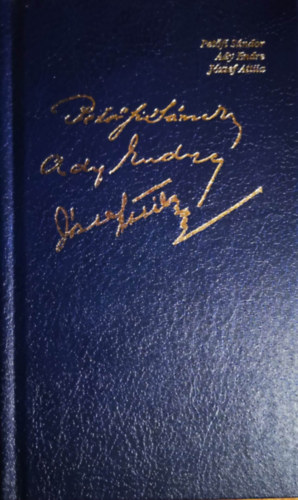 Petőfi Sándor
Ady Endre
József Attila
Petőfi Sándor
Ady Endre
József Attila